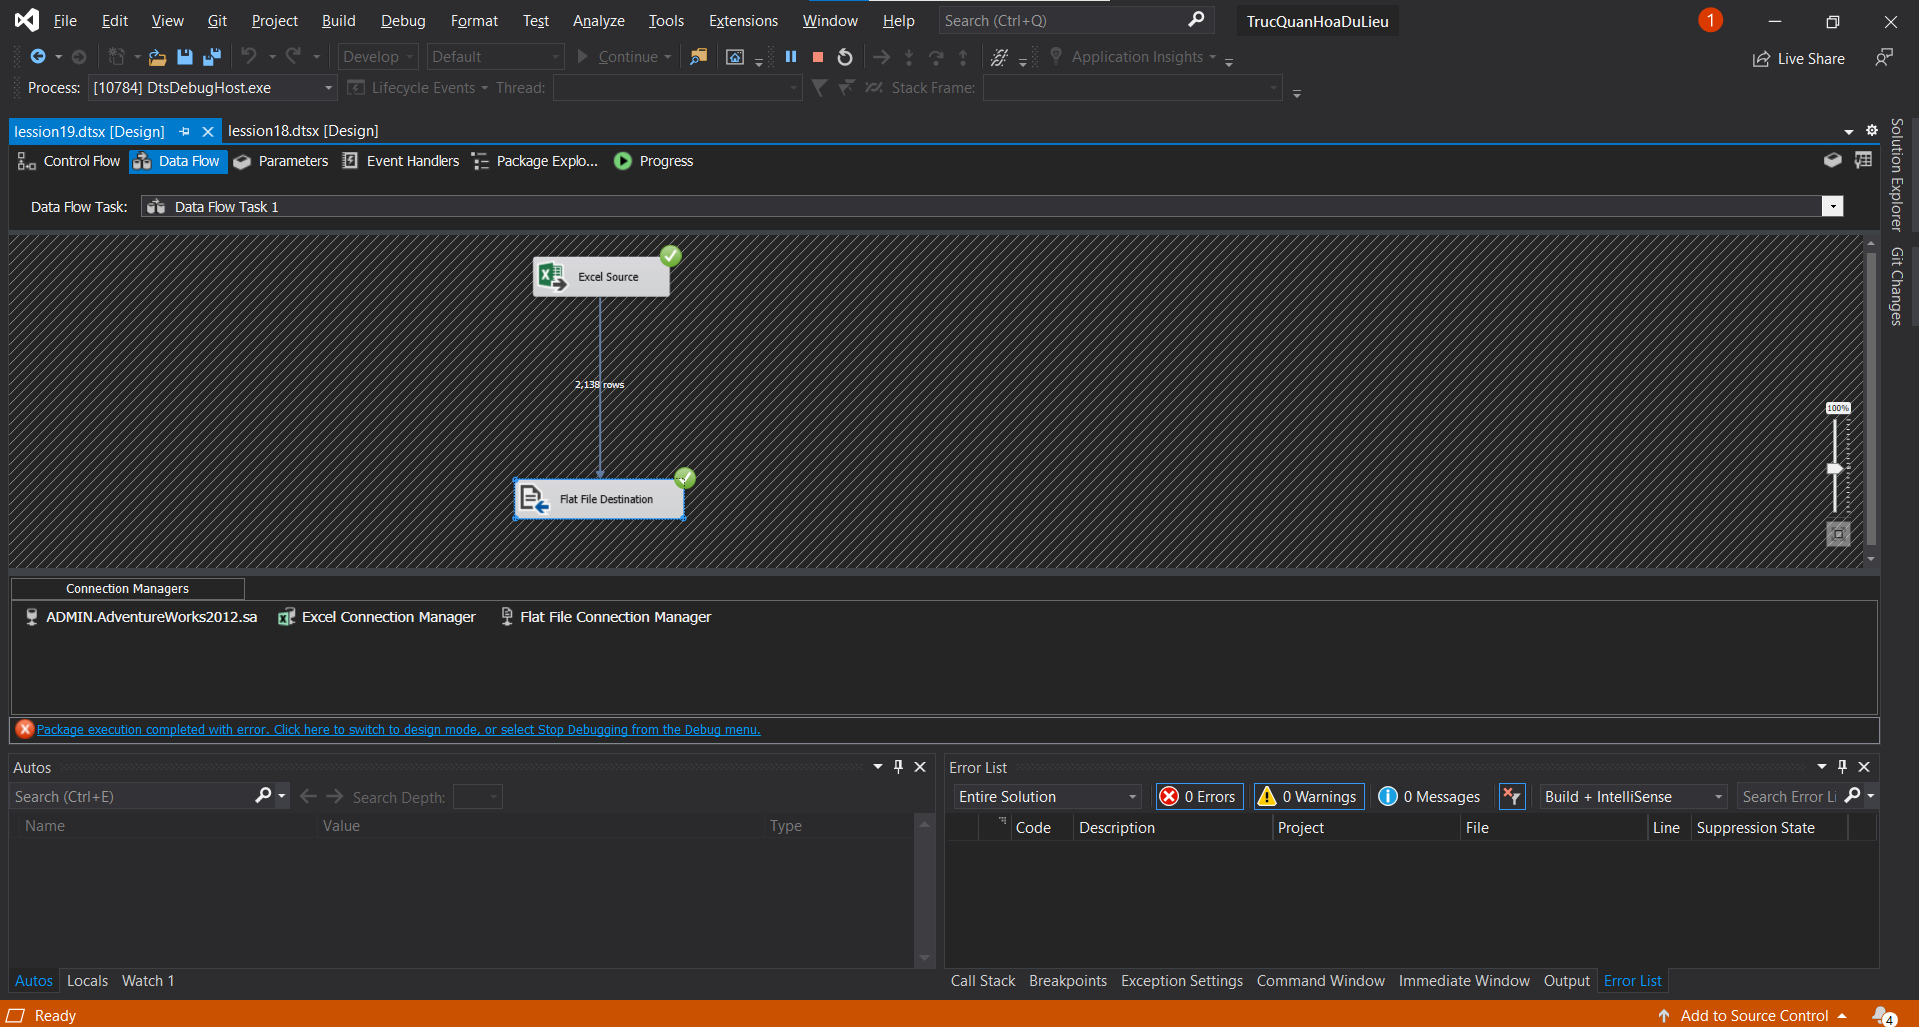 File Edit View Git Project Build Debug Format Test Analyze Tools Extensions Window Help Search (Ctrl+Q) TrucQuanHoaDuLieu 1
Develop Default Continue Application Insights Live Share
Process: [10784] DtsDebugHost.exe Lifecycle Events Thread: Stack Frame:
lession19.dtsx [Design] lession18.dtsx [Design]
Control Flow Data Flow Parameters Event Handlers Package Explo... Progress
Data Flow Task: Data Flow Task 1
Solution Explorer
Git Changes
Excel Source
2,138 rows
100%
Flat File Destination
Connection Managers
ADMIN.AdventureWorks2012.sa Excel Connection Manager Flat File Connection Manager
Package execution completed with error. Click here to switch to design mode, or select Stop Debugging from the Debug menu.
Autos
Search (Ctrl+E) Search Depth:
Name Value Type
Autos Locals Watch 1
Error List
Entire Solution 0 Errors 0 Warnings 0 Messages Build + IntelliSense Search Error Li
Code Description Project File Line Suppression State
Call Stack Breakpoints Exception Settings Command Window Immediate Window Output Error List
Ready Add to Source Control 4